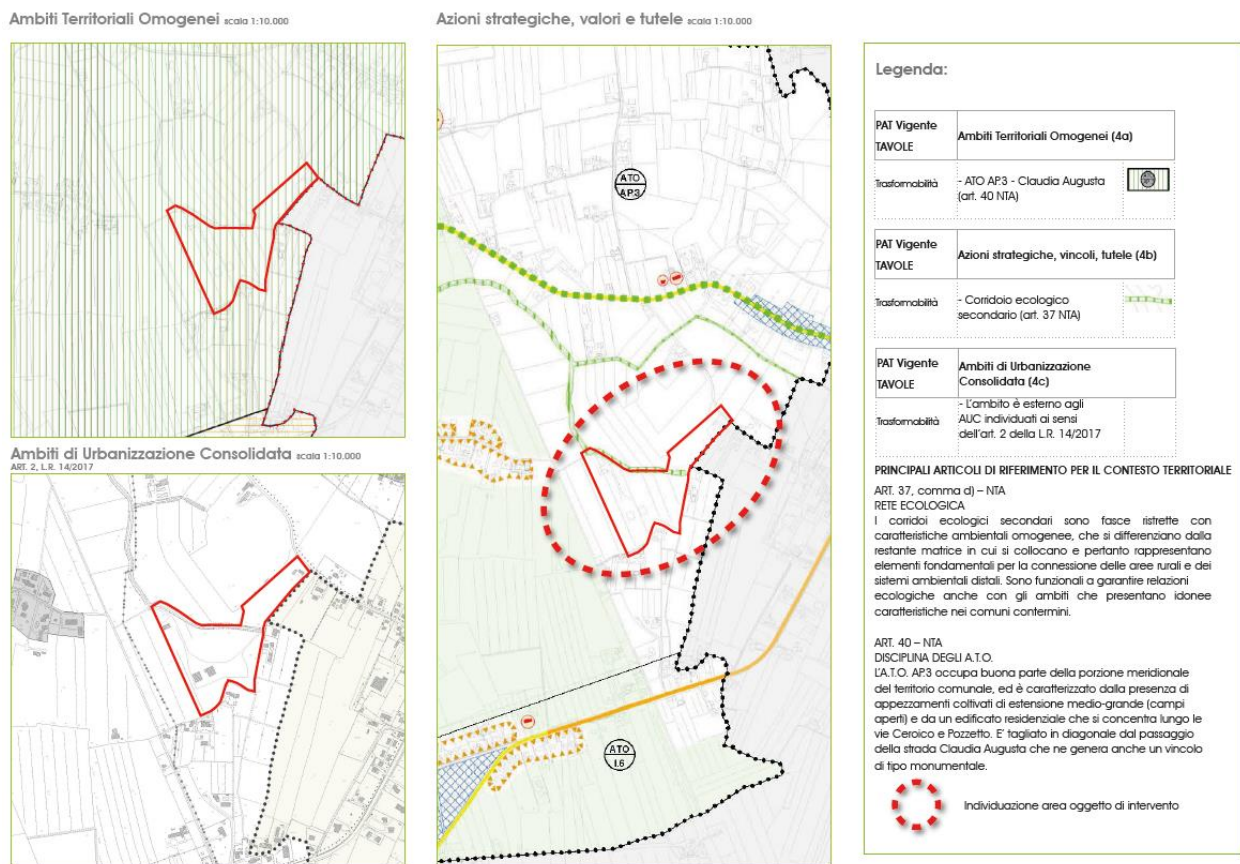 Ambiti Territoriali Omogenei scala 1:10.000
Azioni strategiche, valori e tutele scala 1:10.000
ATO
AP.3
ATO
I.6
Ambiti di Urbanizzazione Consolidata scala 1:10.000
ART. 2, L.R. 14/2017
Legenda:
PAT Vigente
TAVOLE
Ambiti Territoriali Omogenei (4a)
Trasformabilità
- ATO AP.3 - Claudia Augusta
(art. 40 NTA)
PAT Vigente
TAVOLE
Azioni strategiche, vincoli, tutele (4b)
Trasformabilità
- Corridoio ecologico
secondario (art. 37 NTA)
PAT Vigente
TAVOLE
Ambiti di Urbanizzazione
Consolidata (4c)
Trasformabilità
- L'ambito è esterno agli
AUC individuati ai sensi
dell'art. 2 della L.R. 14/2017
PRINCIPALI ARTICOLI DI RIFERIMENTO PER IL CONTESTO TERRITORIALE
ART. 37, comma d) – NTA
RETE ECOLOGICA
I corridoi ecologici secondari sono fasce ristrette con
caratteristiche ambientali omogenee, che si differenziano dalla
restante matrice in cui si collocano e pertanto rappresentano
elementi fondamentali per la connessione delle aree rurali e dei
sistemi ambientali distali. Sono funzionali a garantire relazioni
ecologiche anche con gli ambiti che presentano idonee
caratteristiche nei comuni contermini.
ART. 40 – NTA
DISCIPLINA DEGLI A.T.O.
L'A.T.O. AP.3 occupa buona parte della porzione meridionale
del territorio comunale, ed è caratterizzato dalla presenza di
appezzamenti coltivati di estensione medio-grande (campi
aperti) e da un edificato residenziale che si concentra lungo le
vie Ceroico e Pozzetto. E' tagliato in diagonale dal passaggio
della strada Claudia Augusta che ne genera anche un vincolo
di tipo monumentale.
Individuazione area oggetto di intervento